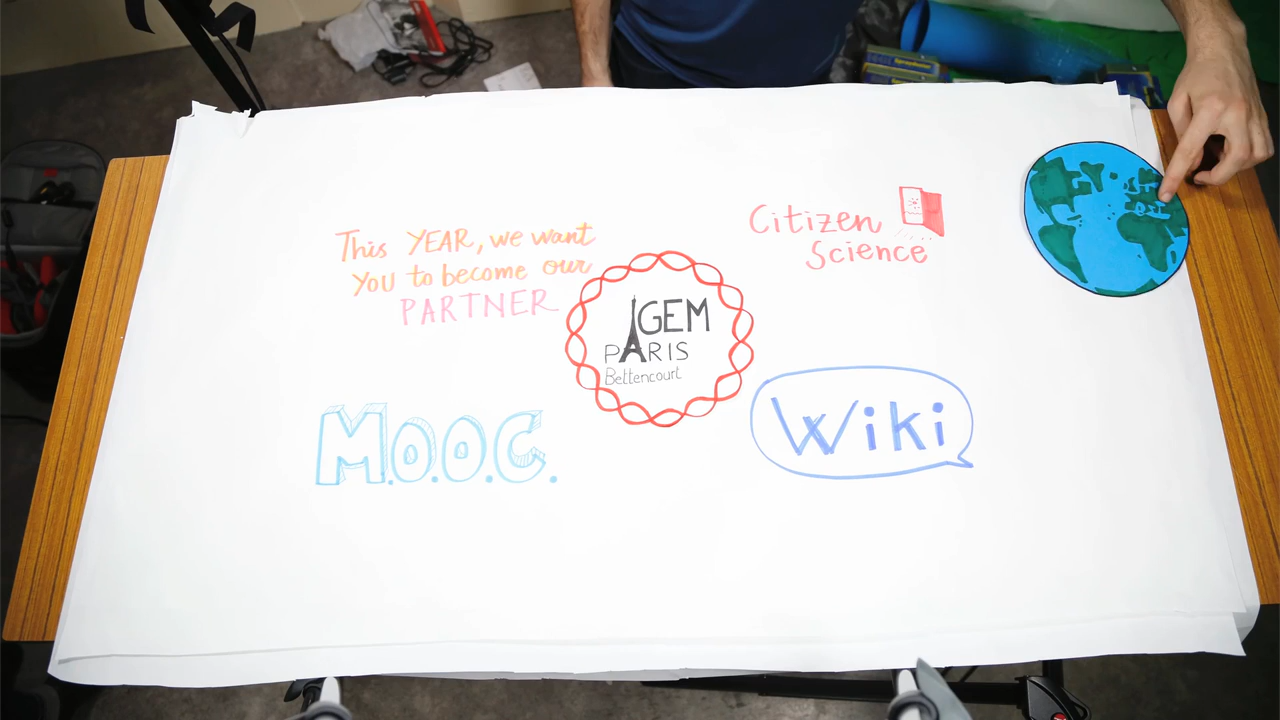 This YEAR, we want
You to become our
PARTNER
Citizen
Science
iGEM
PARIS
Bettencourt
M.O.O.C.
Wiki